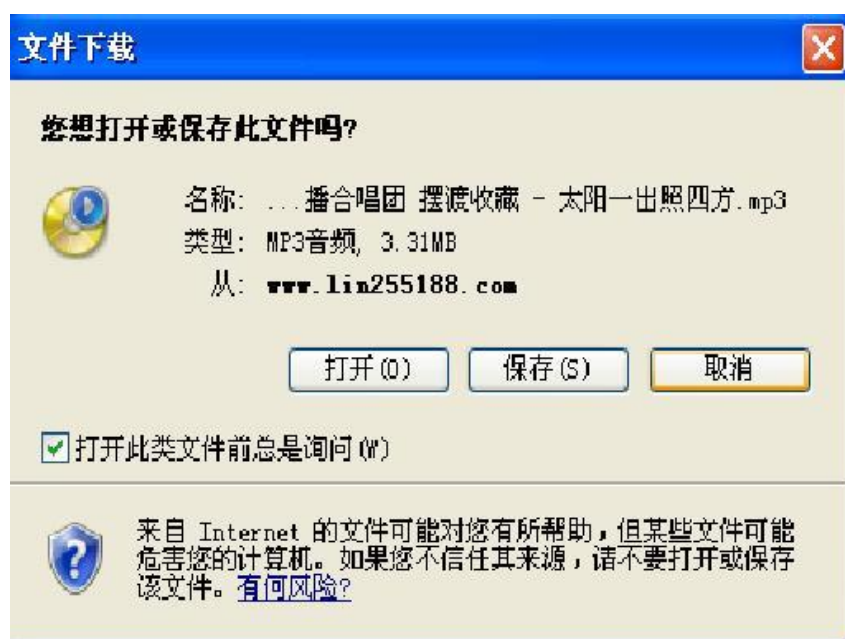 文件下载
您想打开或保存此文件吗?
名称: ...播合唱团 摆渡收藏 - 太阳一出照四方.mp3
类型: MP3音频, 3.31MB
从: www.lin255188.com
打开(O) 保存(S) 取消
打开此类文件前总是询问(W)
来自 Internet 的文件可能对您有所帮助，但某些文件可能
危害您的计算机。如果您不信任其来源，请不要打开或保存
该文件。有何风险?